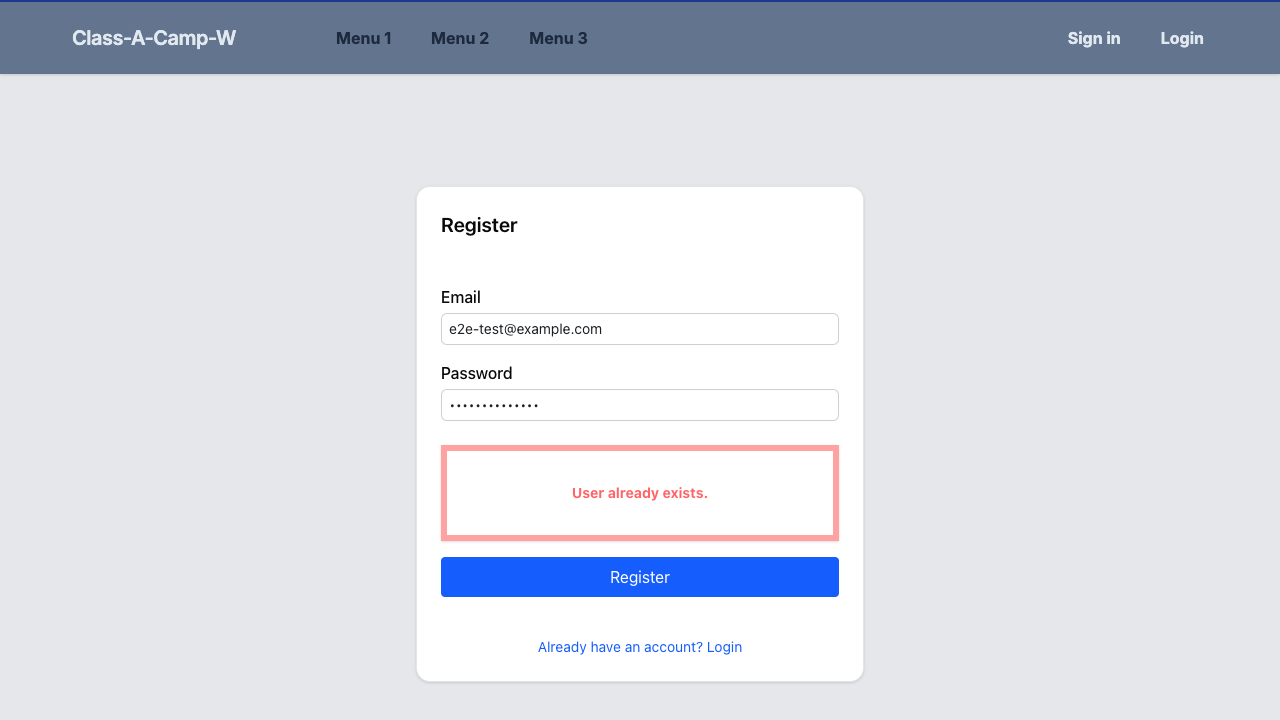 Class-A-Camp-W Menu 1 Menu 2 Menu 3 Sign in Login
Register
Email
e2e-test@example.com
Password
••••••••••••••
User already exists.
Register
Already have an account? Login